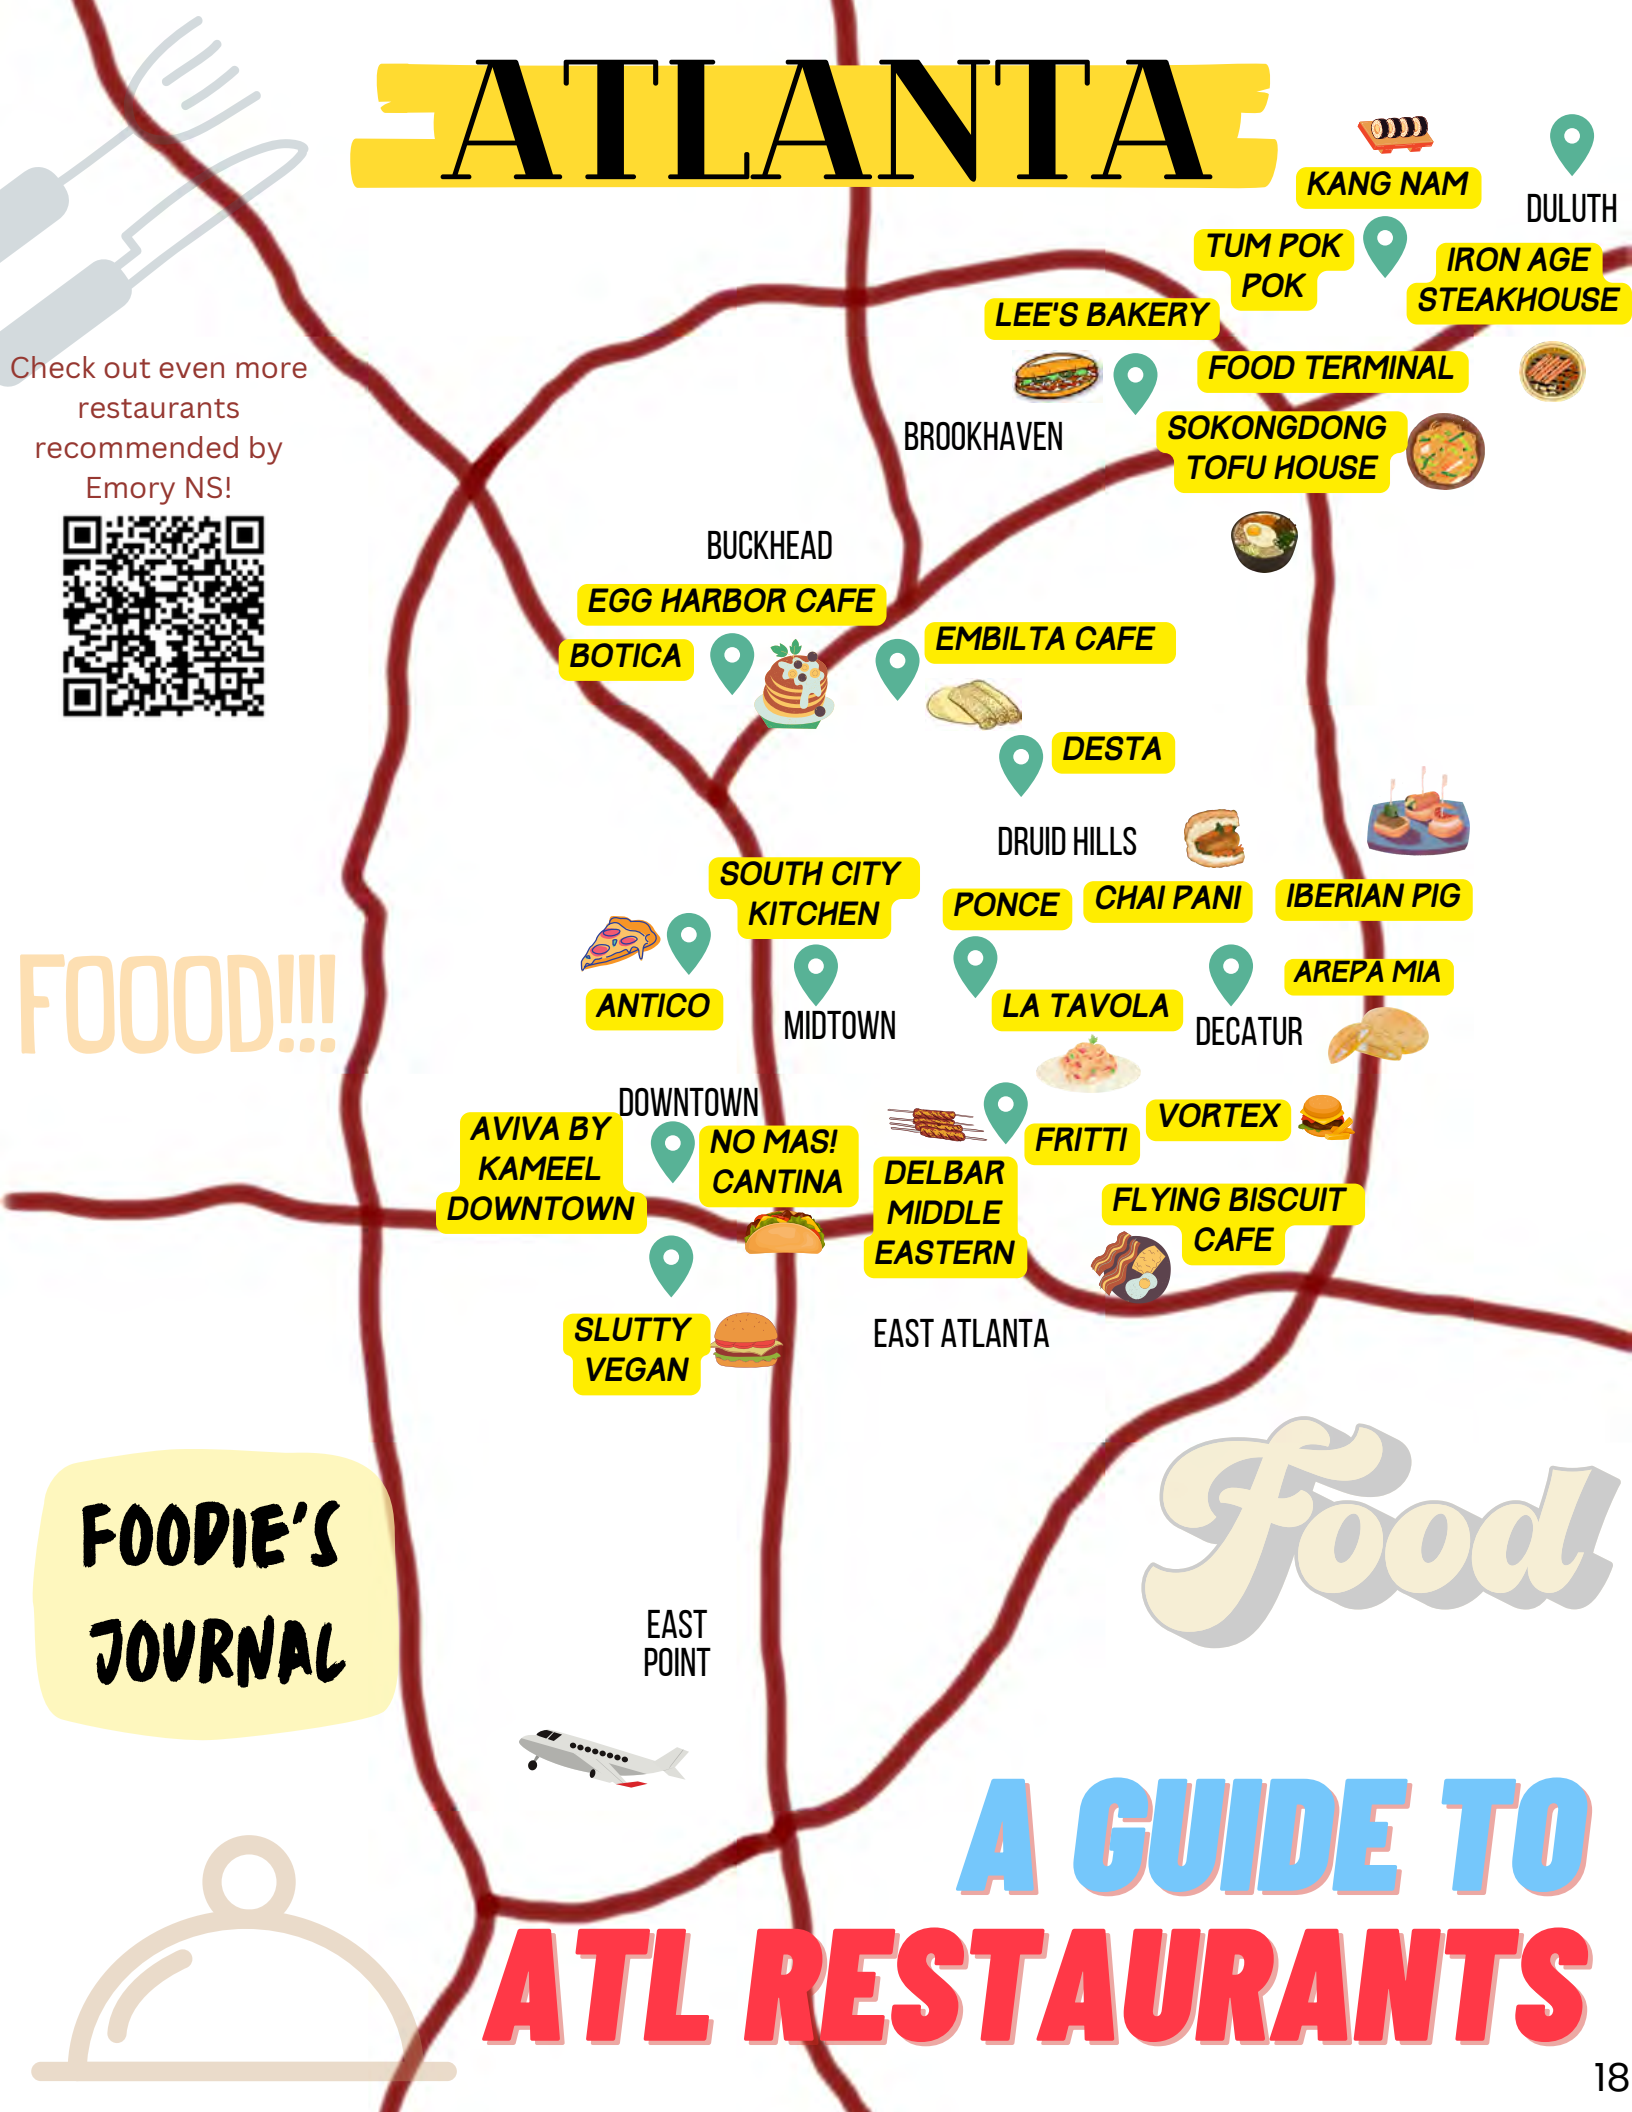 ATLANTA
KANG NAM
DULUTH
TUM POK
POK
IRON AGE
STEAKHOUSE
LEE'S BAKERY
FOOD TERMINAL
Check out even more
restaurants
recommended by
Emory NS!
BROOKHAVEN
SOKONGDONG
TOFU HOUSE
BUCKHEAD
EGG HARBOR CAFE
BOTICA
EMBILTA CAFE
DESTA
DRUID HILLS
SOUTH CITY
KITCHEN
PONCE
CHAI PANI
IBERIAN PIG
FOOOD!!!
ANTICO
MIDTOWN
LA TAVOLA
AREPA MIA
DECATUR
DOWNTOWN
AVIVA BY
KAMEEL
DOWNTOWN
NO MAS!
CANTINA
FRITTI
VORTEX
DELBAR
MIDDLE
EASTERN
FLYING BISCUIT
CAFE
SLUTTY
VEGAN
EAST ATLANTA
FOODIE'S
JOURNAL
Food
EAST
POINT
A GUIDE TO
ATL RESTAURANTS
18